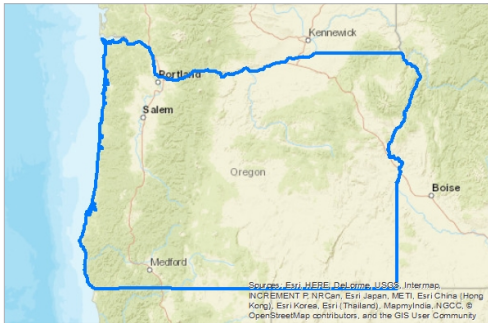 Kennewick
Portland
Salem
Oregon
Boise
Medford
Sources: Esri, HERE, DeLorme, USGS, Intermap,
INCREMENT P, NRCan, Esri Japan, METI, Esri China (Hong
Kong), Esri Korea, Esri (Thailand), MapmyIndia, NGCC, ©
OpenStreetMap contributors, and the GIS User Community